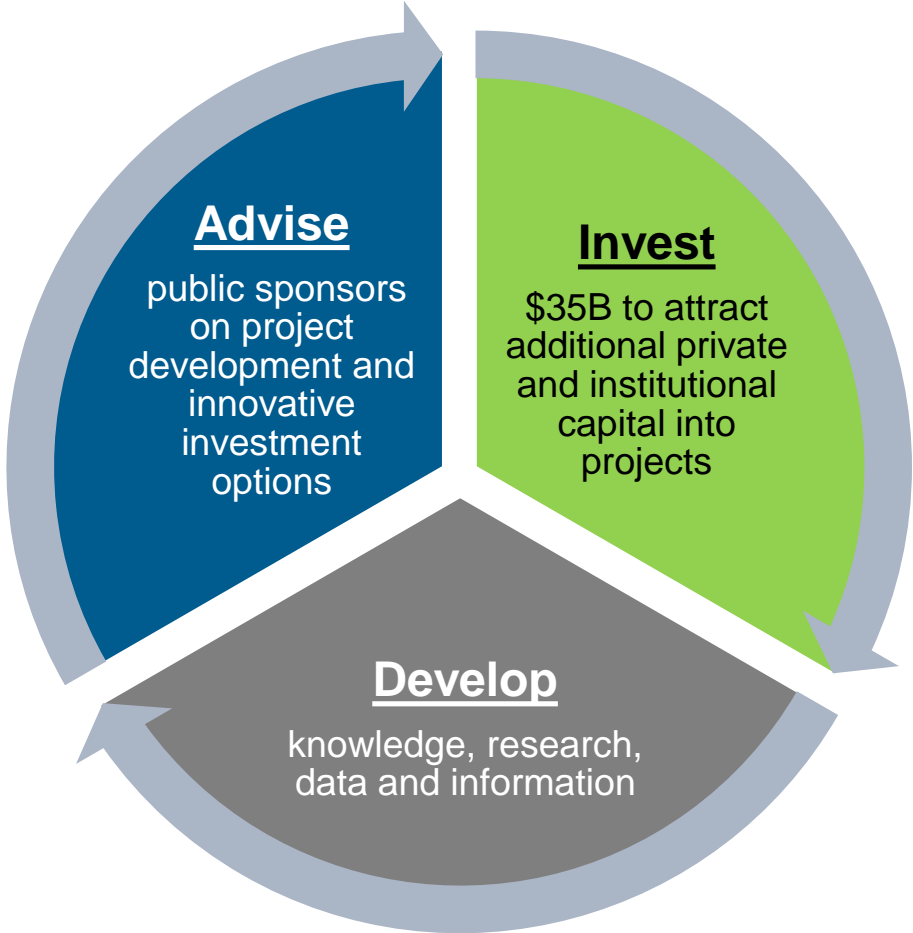 Advise
public sponsors
on project
development and
innovative
investment
options
Invest
$35B to attract
additional private
and institutional
capital into
projects
Develop
knowledge, research,
data and information